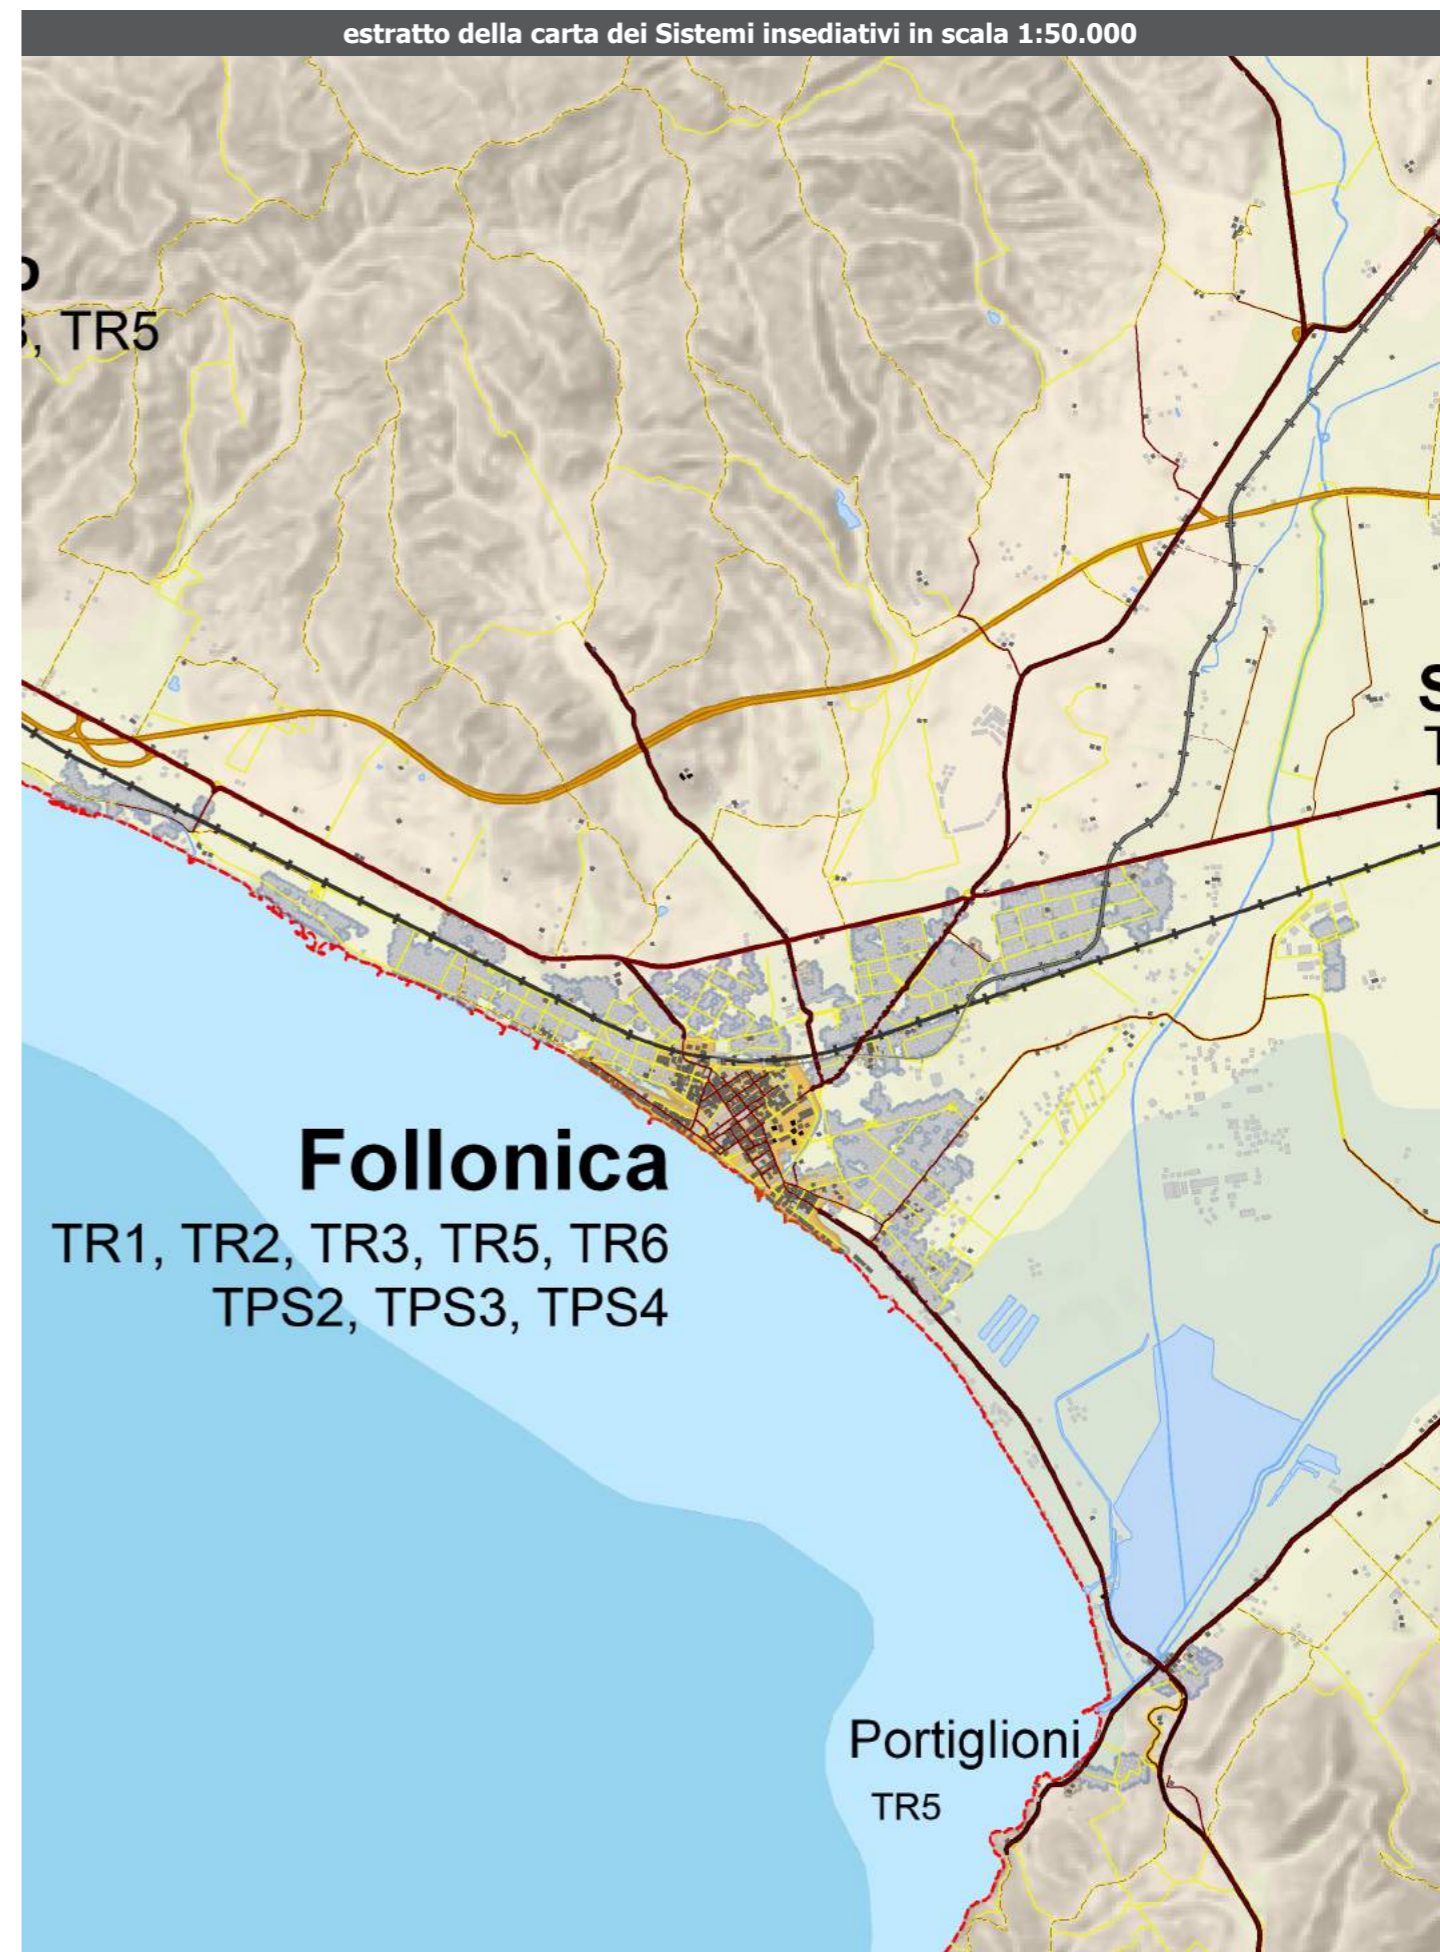 estratto della carta dei Sistemi insediativi in scala 1:50.000
, TR5
Follonica
TR1, TR2, TR3, TR5, TR6
TPS2, TPS3, TPS4
Portiglioni
TR5